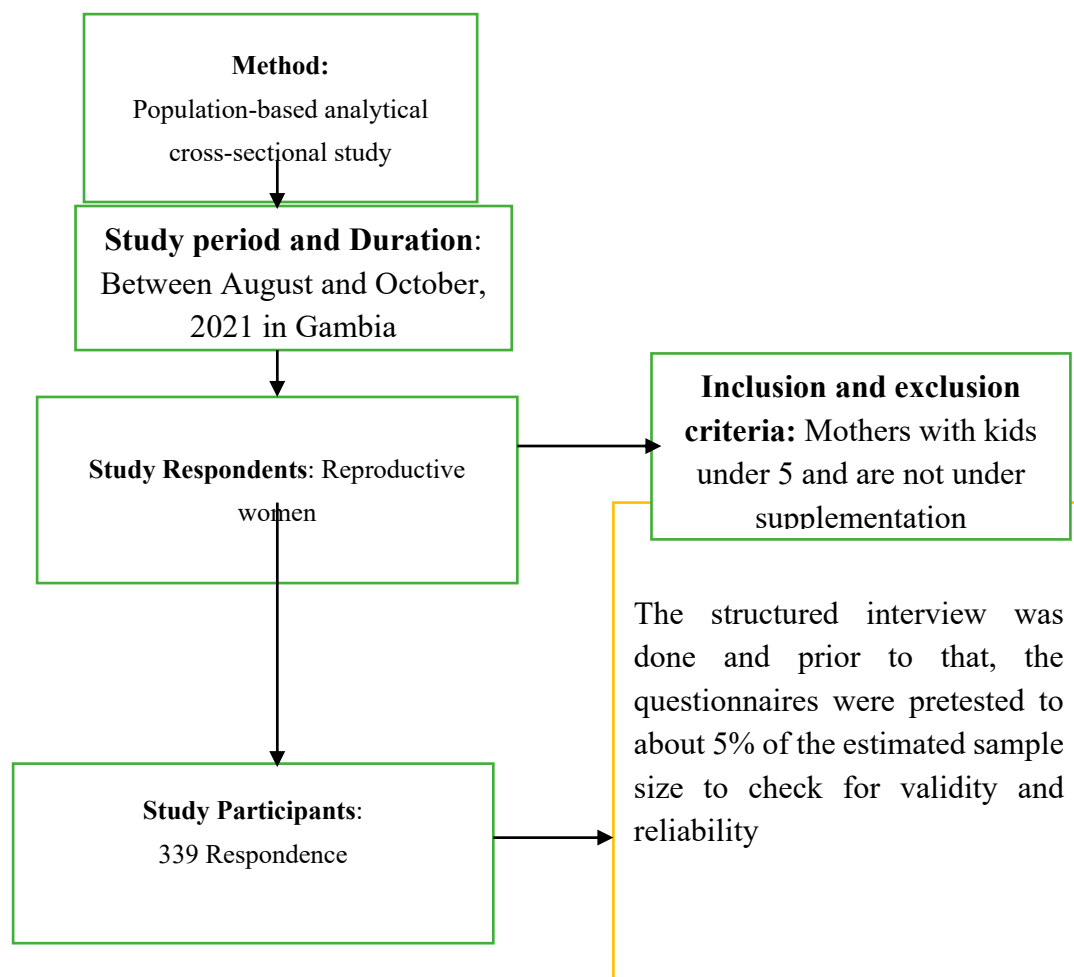 Method:
Population-based analytical
cross-sectional study
Study period and Duration:
Between August and October,
2021 in Gambia
Inclusion and exclusion
criteria: Mothers with kids
under 5 and are not under
supplementation
Study Respondents: Reproductive
women
The structured interview was
done and prior to that, the
questionnaires were pretested to
about 5% of the estimated sample
size to check for validity and
reliability
Study Participants:
339 Respondence